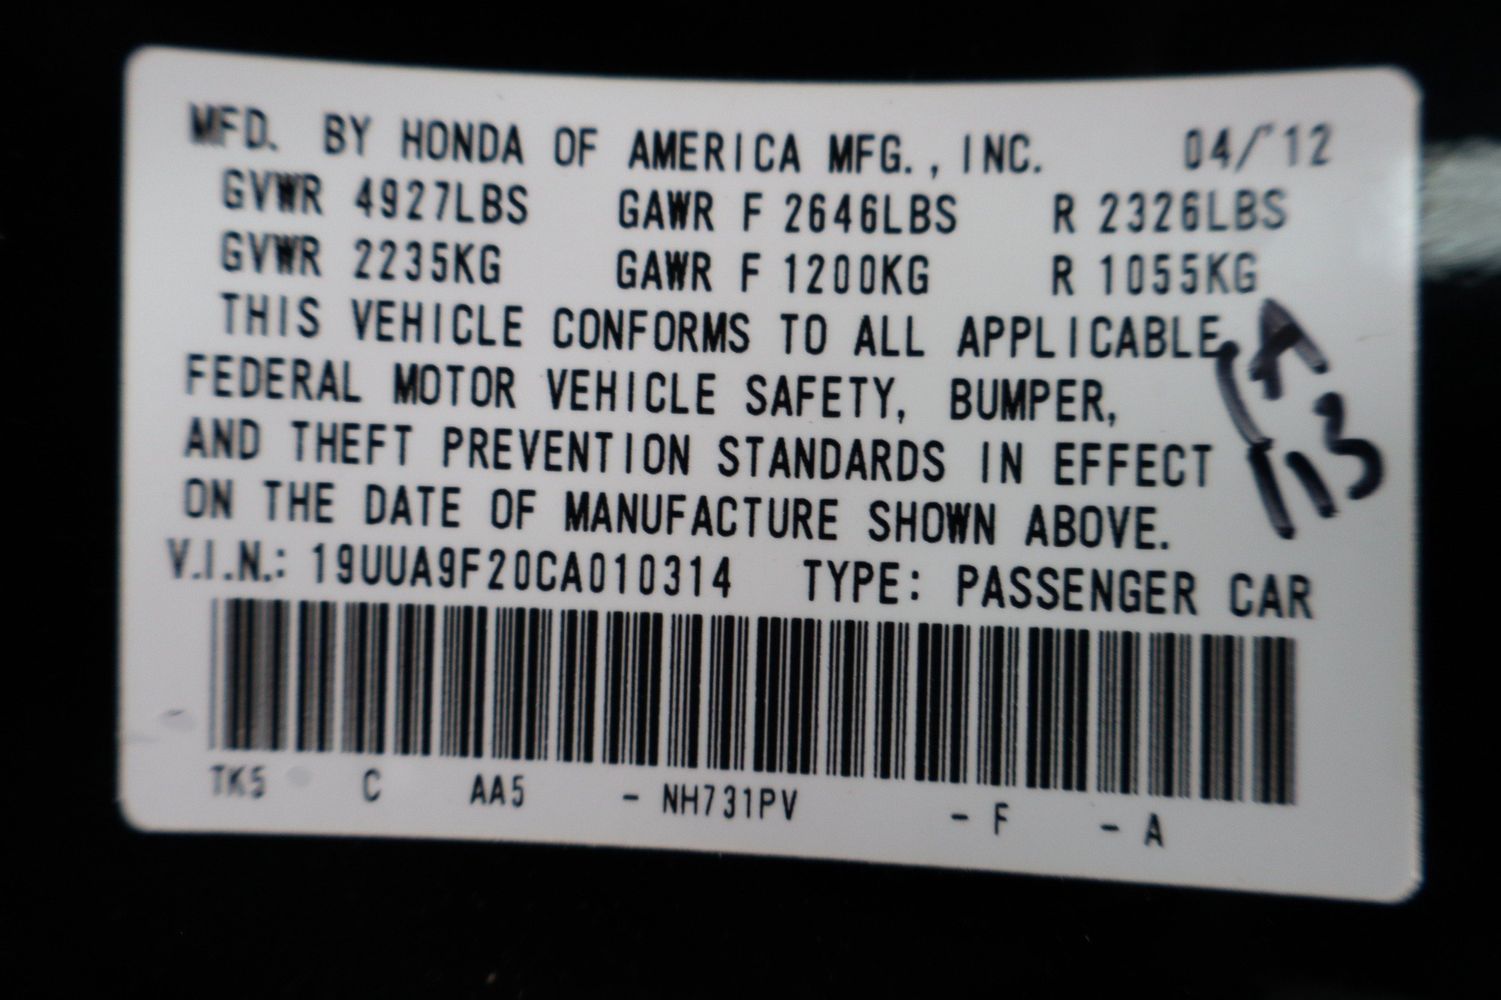 MFD. BY HONDA OF AMERICA MFG., INC. 04/'12
GVWR 4927LBS GAWR F 2646LBS R 2326LBS
GVWR 2235KG GAWR F 1200KG R 1055KG
THIS VEHICLE CONFORMS TO ALL APPLICABLE
FEDERAL MOTOR VEHICLE SAFETY, BUMPER,
AND THEFT PREVENTION STANDARDS IN EFFECT
ON THE DATE OF MANUFACTURE SHOWN ABOVE.
V.I.N.: 19UUA9F20CA010314 TYPE: PASSENGER CAR
TK5 C AA5 - NH731PV - F - A